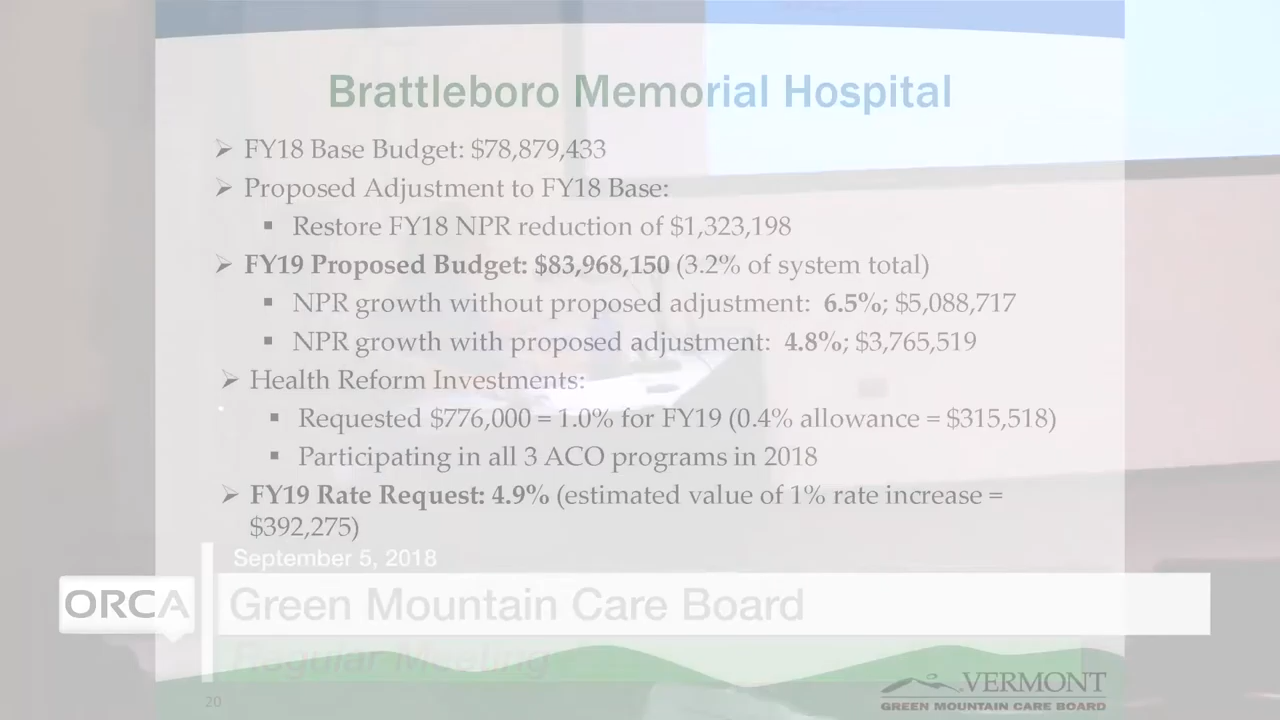 Brattleboro Memorial Hospital
➢ FY18 Base Budget: $78,879,433
➢ Proposed Adjustment to FY18 Base:
▪ Restore FY18 NPR reduction of $1,323,198
➢ FY19 Proposed Budget: $83,968,150 (3.2% of system total)
▪ NPR growth without proposed adjustment: 6.5%; $5,088,717
▪ NPR growth with proposed adjustment: 4.8%; $3,765,519
➢ Health Reform Investments:
▪ Requested $776,000 = 1.0% for FY19 (0.4% allowance = $315,518)
▪ Participating in all 3 ACO programs in 2018
➢ FY19 Rate Request: 4.9% (estimated value of 1% rate increase =
$392,275)
September 5, 2018
ORCA
Green Mountain Care Board
Regular Meeting
20
VERMONT
GREEN MOUNTAIN CARE BOARD